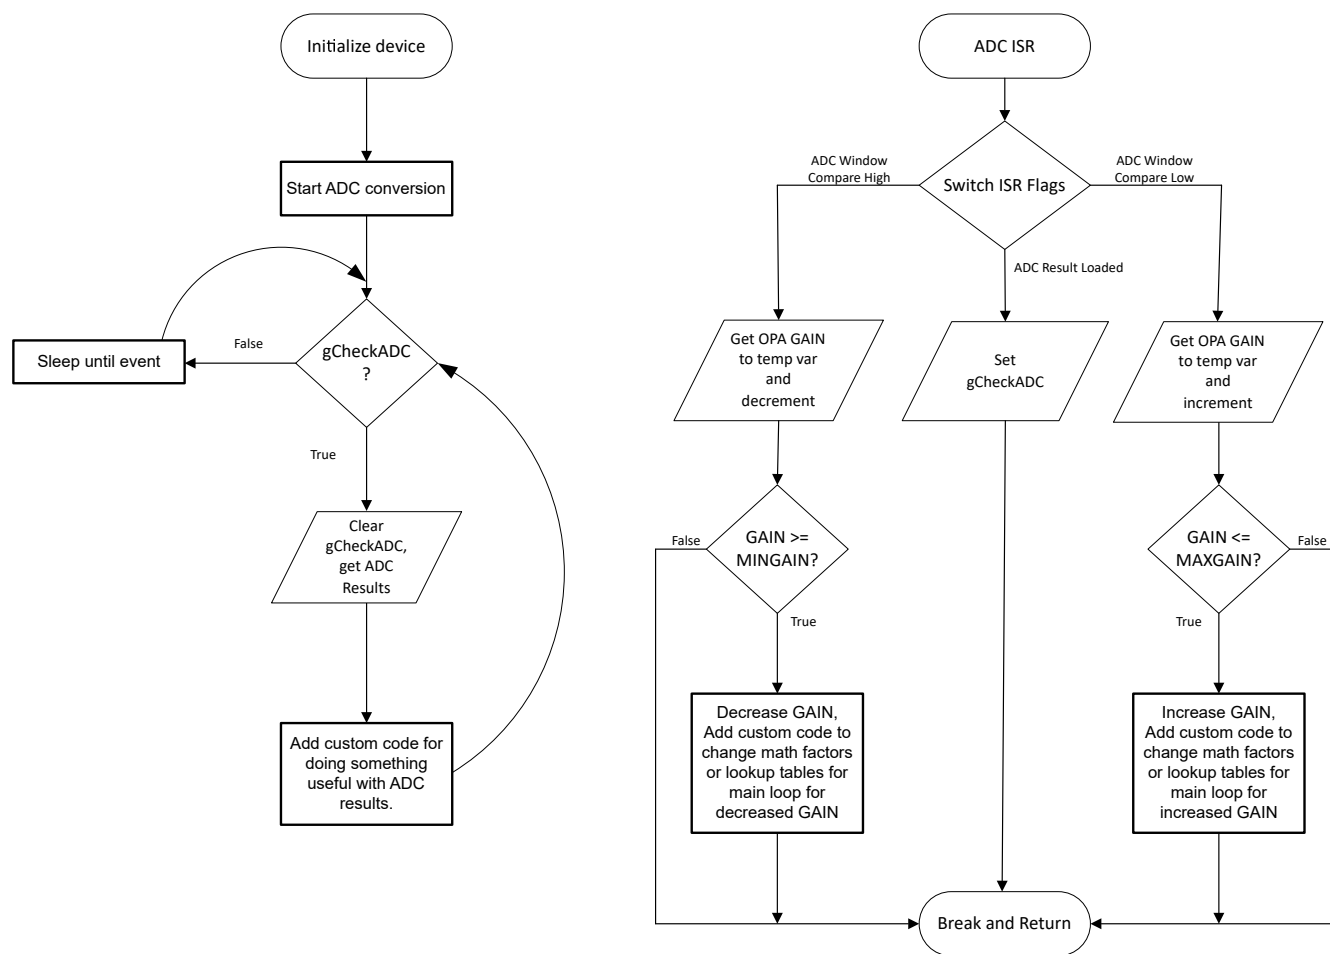 Initialize device
Start ADC conversion
False
gCheckADC
?
Sleep until event
True
Clear
gCheckADC,
get ADC
Results
Add custom code for
doing something
useful with ADC
results.
ADC ISR
ADC Window
Compare High
Switch ISR Flags
ADC Window
Compare Low
ADC Result Loaded
Get OPA GAIN
to temp var
and
decrement
Set
gCheckADC
Get OPA GAIN
to temp var
and
increment
False
GAIN >=
MINGAIN?
True
GAIN <=
MAXGAIN?
False
True
Decrease GAIN,
Add custom code to
change math factors
or lookup tables for
main loop for
decreased GAIN
Increase GAIN,
Add custom code to
change math factors
or lookup tables for
main loop for
increased GAIN
Break and Return